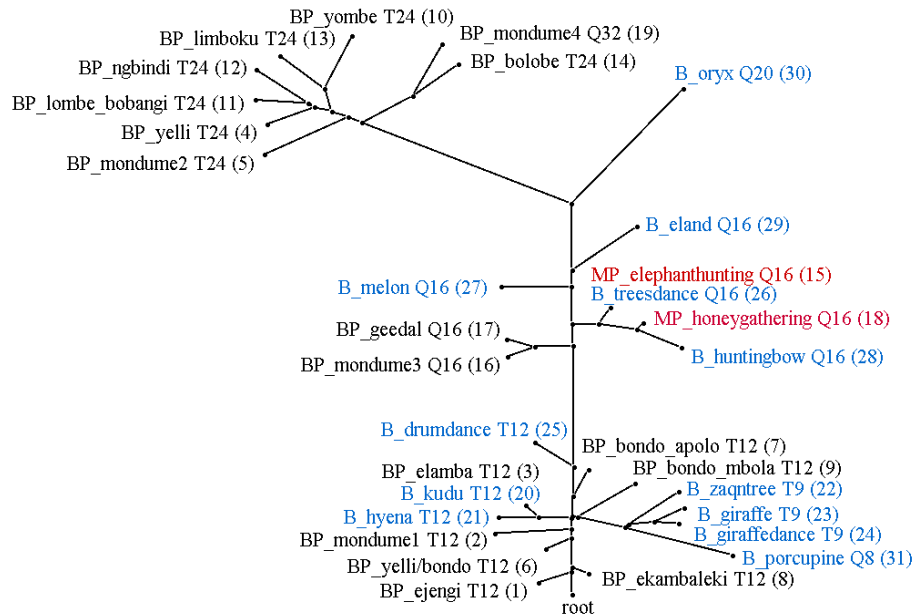 BP_yombe T24 (10)
BP_limboku T24 (13)
BP_mondume4 Q32 (19)
BP_ngbindi T24 (12)
BP_bolobe T24 (14)
B_oryx Q20 (30)
BP_lombe_bobangi T24 (11)
BP_yelli T24 (4)
BP_mondume2 T24 (5)
B_eland Q16 (29)
MP_elephanthunting Q16 (15)
B_melon Q16 (27)
B_treesdance Q16 (26)
BP_geedal Q16 (17)
MP_honeygathering Q16 (18)
BP_mondume3 Q16 (16)
B_huntingbow Q16 (28)
B_drumdance T12 (25)
BP_bondo_apolo T12 (7)
BP_elamba T12 (3)
BP_bondo_mbola T12 (9)
B_kudu T12 (20)
B_zaqntree T9 (22)
B_hyena T12 (21)
B_giraffe T9 (23)
BP_mondume1 T12 (2)
B_giraffedance T9 (24)
B_porcupine Q8 (31)
BP_yelli/bondo T12 (6)
BP_ekambaleki T12 (8)
BP_ejengi T12 (1)
root